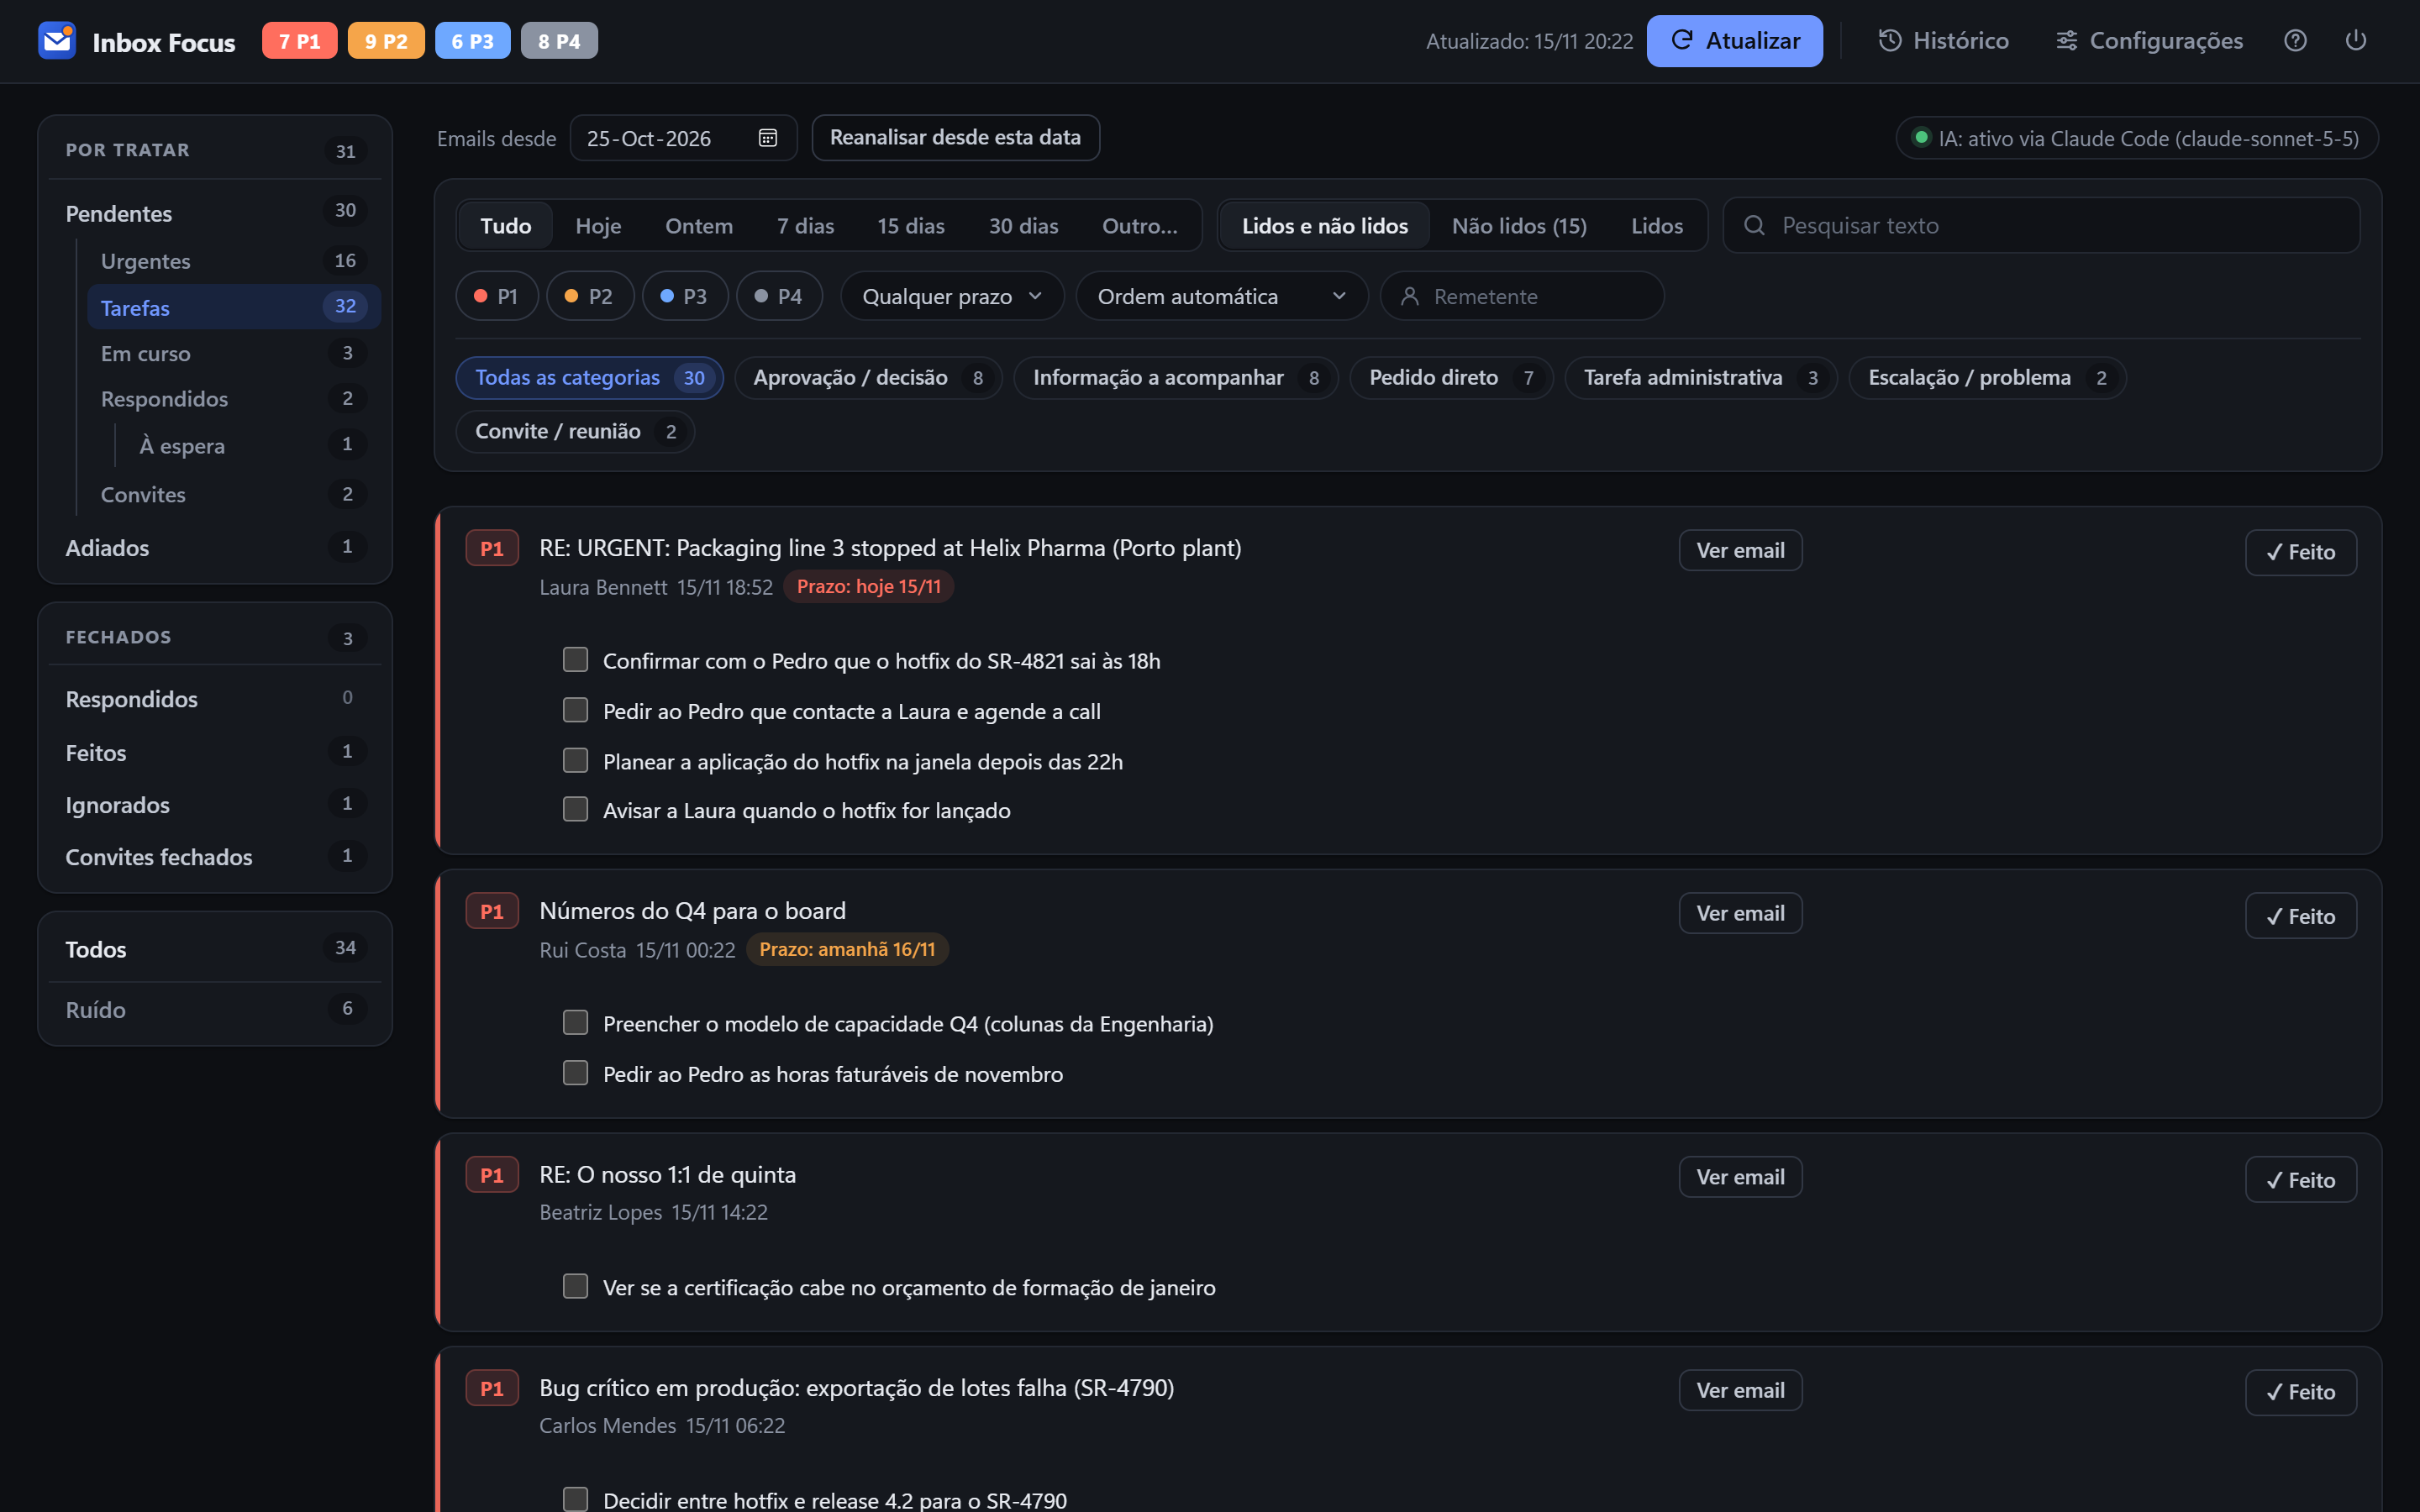 Inbox Focus 7 P1 9 P2 6 P3 8 P4 Atualizado: 15/11 20:22 Atualizar Histórico Configurações
POR TRATAR 31
Pendentes 30
Urgentes 16
Tarefas 32
Em curso 3
Respondidos 2
À espera 1
Convites 2
Adiados 1
FECHADOS 3
Respondidos 0
Feitos 1
Ignorados 1
Convites fechados 1
Todos 34
Ruído 6
Emails desde 25-Oct-2026 Reanalisar desde esta data IA: ativo via Claude Code (claude-sonnet-5-5)
Tudo Hoje Ontem 7 dias 15 dias 30 dias Outro... Lidos e não lidos Não lidos (15) Lidos Pesquisar texto
P1 P2 P3 P4 Qualquer prazo Ordem automática Remetente
Todas as categorias 30 Aprovação / decisão 8 Informação a acompanhar 8 Pedido direto 7 Tarefa administrativa 3 Escalação / problema 2
Convite / reunião 2
P1 RE: URGENT: Packaging line 3 stopped at Helix Pharma (Porto plant) Ver email ✓ Feito
Laura Bennett 15/11 18:52 Prazo: hoje 15/11
Confirmar com o Pedro que o hotfix do SR-4821 sai às 18h
Pedir ao Pedro que contacte a Laura e agende a call
Planear a aplicação do hotfix na janela depois das 22h
Avisar a Laura quando o hotfix for lançado
P1 Números do Q4 para o board Ver email ✓ Feito
Rui Costa 15/11 00:22 Prazo: amanhã 16/11
Preencher o modelo de capacidade Q4 (colunas da Engenharia)
Pedir ao Pedro as horas faturáveis de novembro
P1 RE: O nosso 1:1 de quinta Ver email ✓ Feito
Beatriz Lopes 15/11 14:22
Ver se a certificação cabe no orçamento de formação de janeiro
P1 Bug crítico em produção: exportação de lotes falha (SR-4790) Ver email ✓ Feito
Carlos Mendes 15/11 06:22
Decidir entre hotfix e release 4.2 para o SR-4790